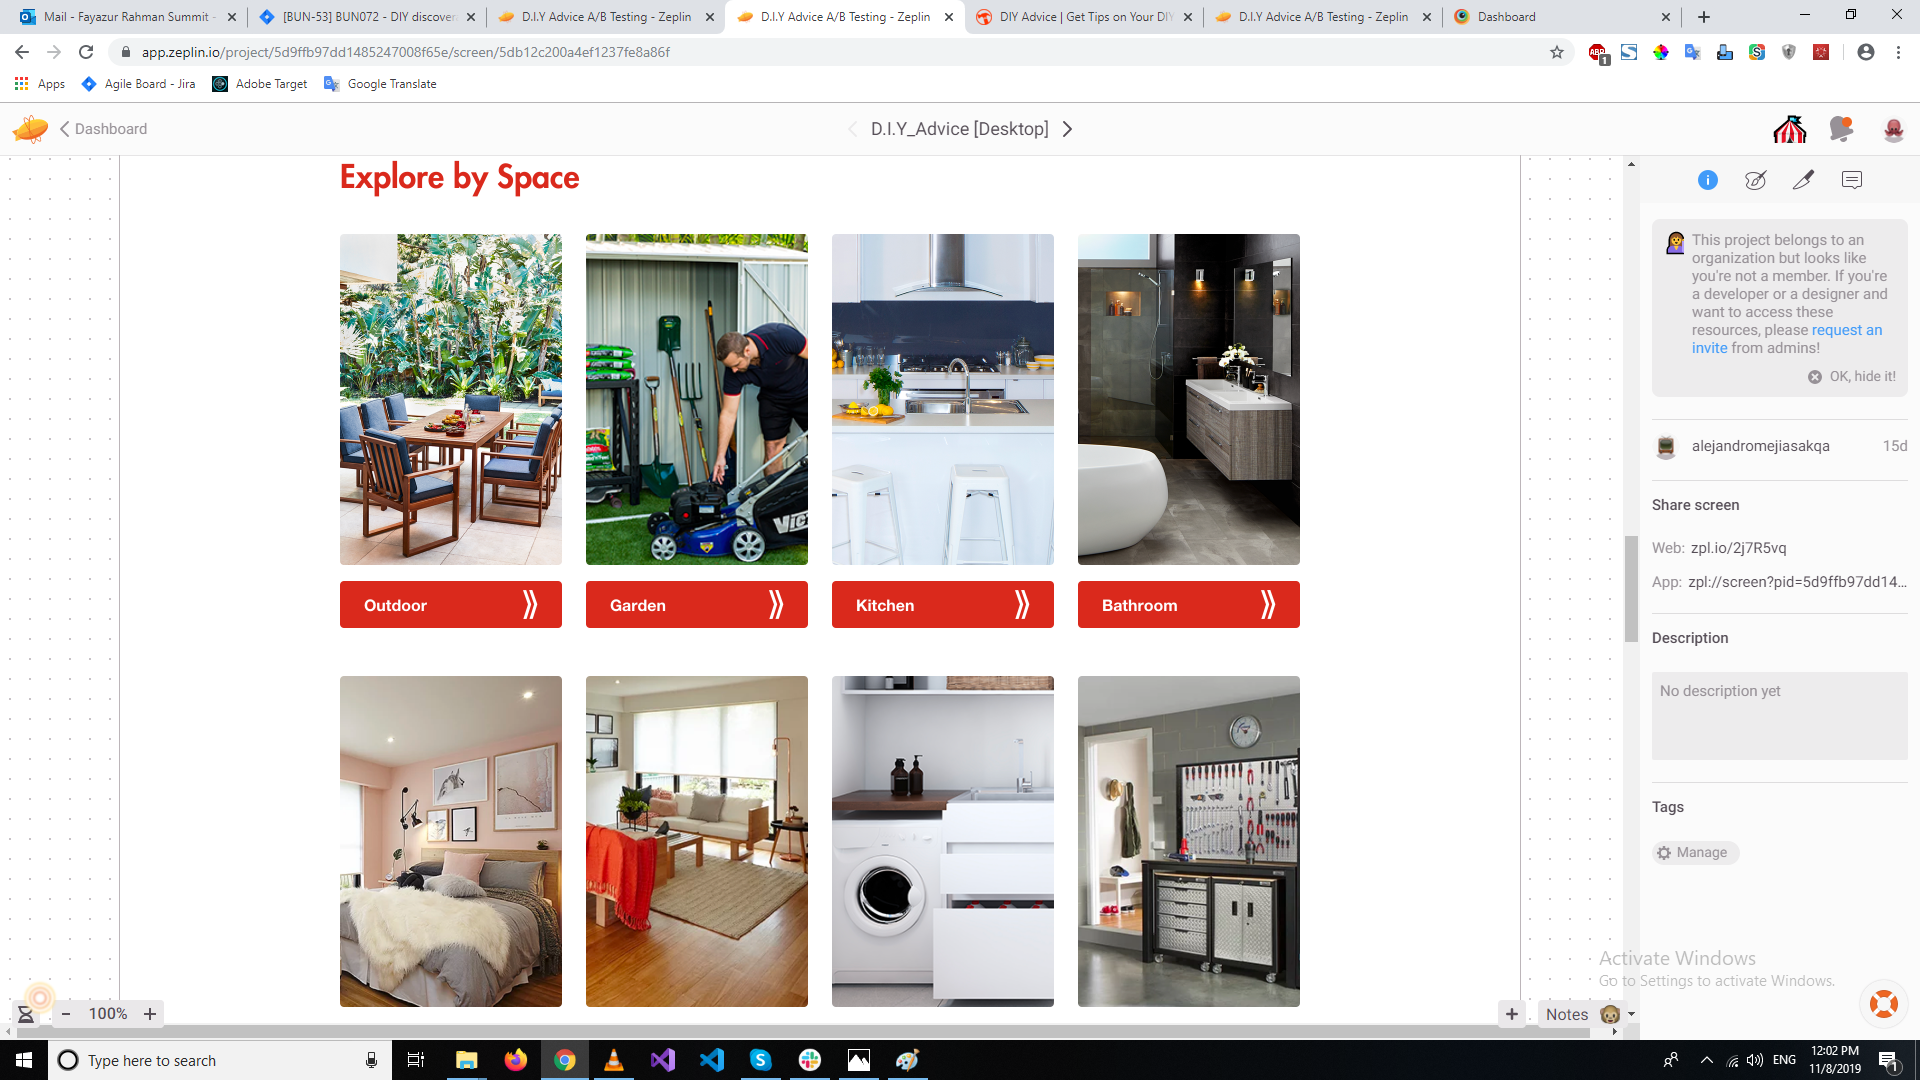 Mail - Fayazur Rahman Summit -
[BUN-53] BUN072 - DIY discover
D.I.Y Advice A/B Testing - Zeplin
D.I.Y Advice A/B Testing - Zeplin
DIY Advice | Get Tips on Your DIY
D.I.Y Advice A/B Testing - Zeplin
Dashboard
app.zeplin.io/project/5d9ffb97dd1485247008f65e/screen/5db12c200a4ef1237fe8a86f
ABP
1
Apps
Agile Board - Jira
Adobe Target
Google Translate
Dashboard
D.I.Y_Advice [Desktop]
Explore by Space
Outdoor
Garden
Kitchen
Bathroom
This project belongs to an
organization but looks like
you're not a member. If you're
a developer or a designer and
want to access these
resources, please request an
invite from admins!
OK, hide it!
alejandromejiasakqa
15d
Share screen
Web: zpl.io/2j7R5vq
App: zpl://screen?pid=5d9ffb97dd14...
Description
No description yet
Tags
Manage
Activate Windows
Go to Settings to activate Windows.
100%
Notes
Type here to search
ENG
12:02 PM
11/8/2019
1